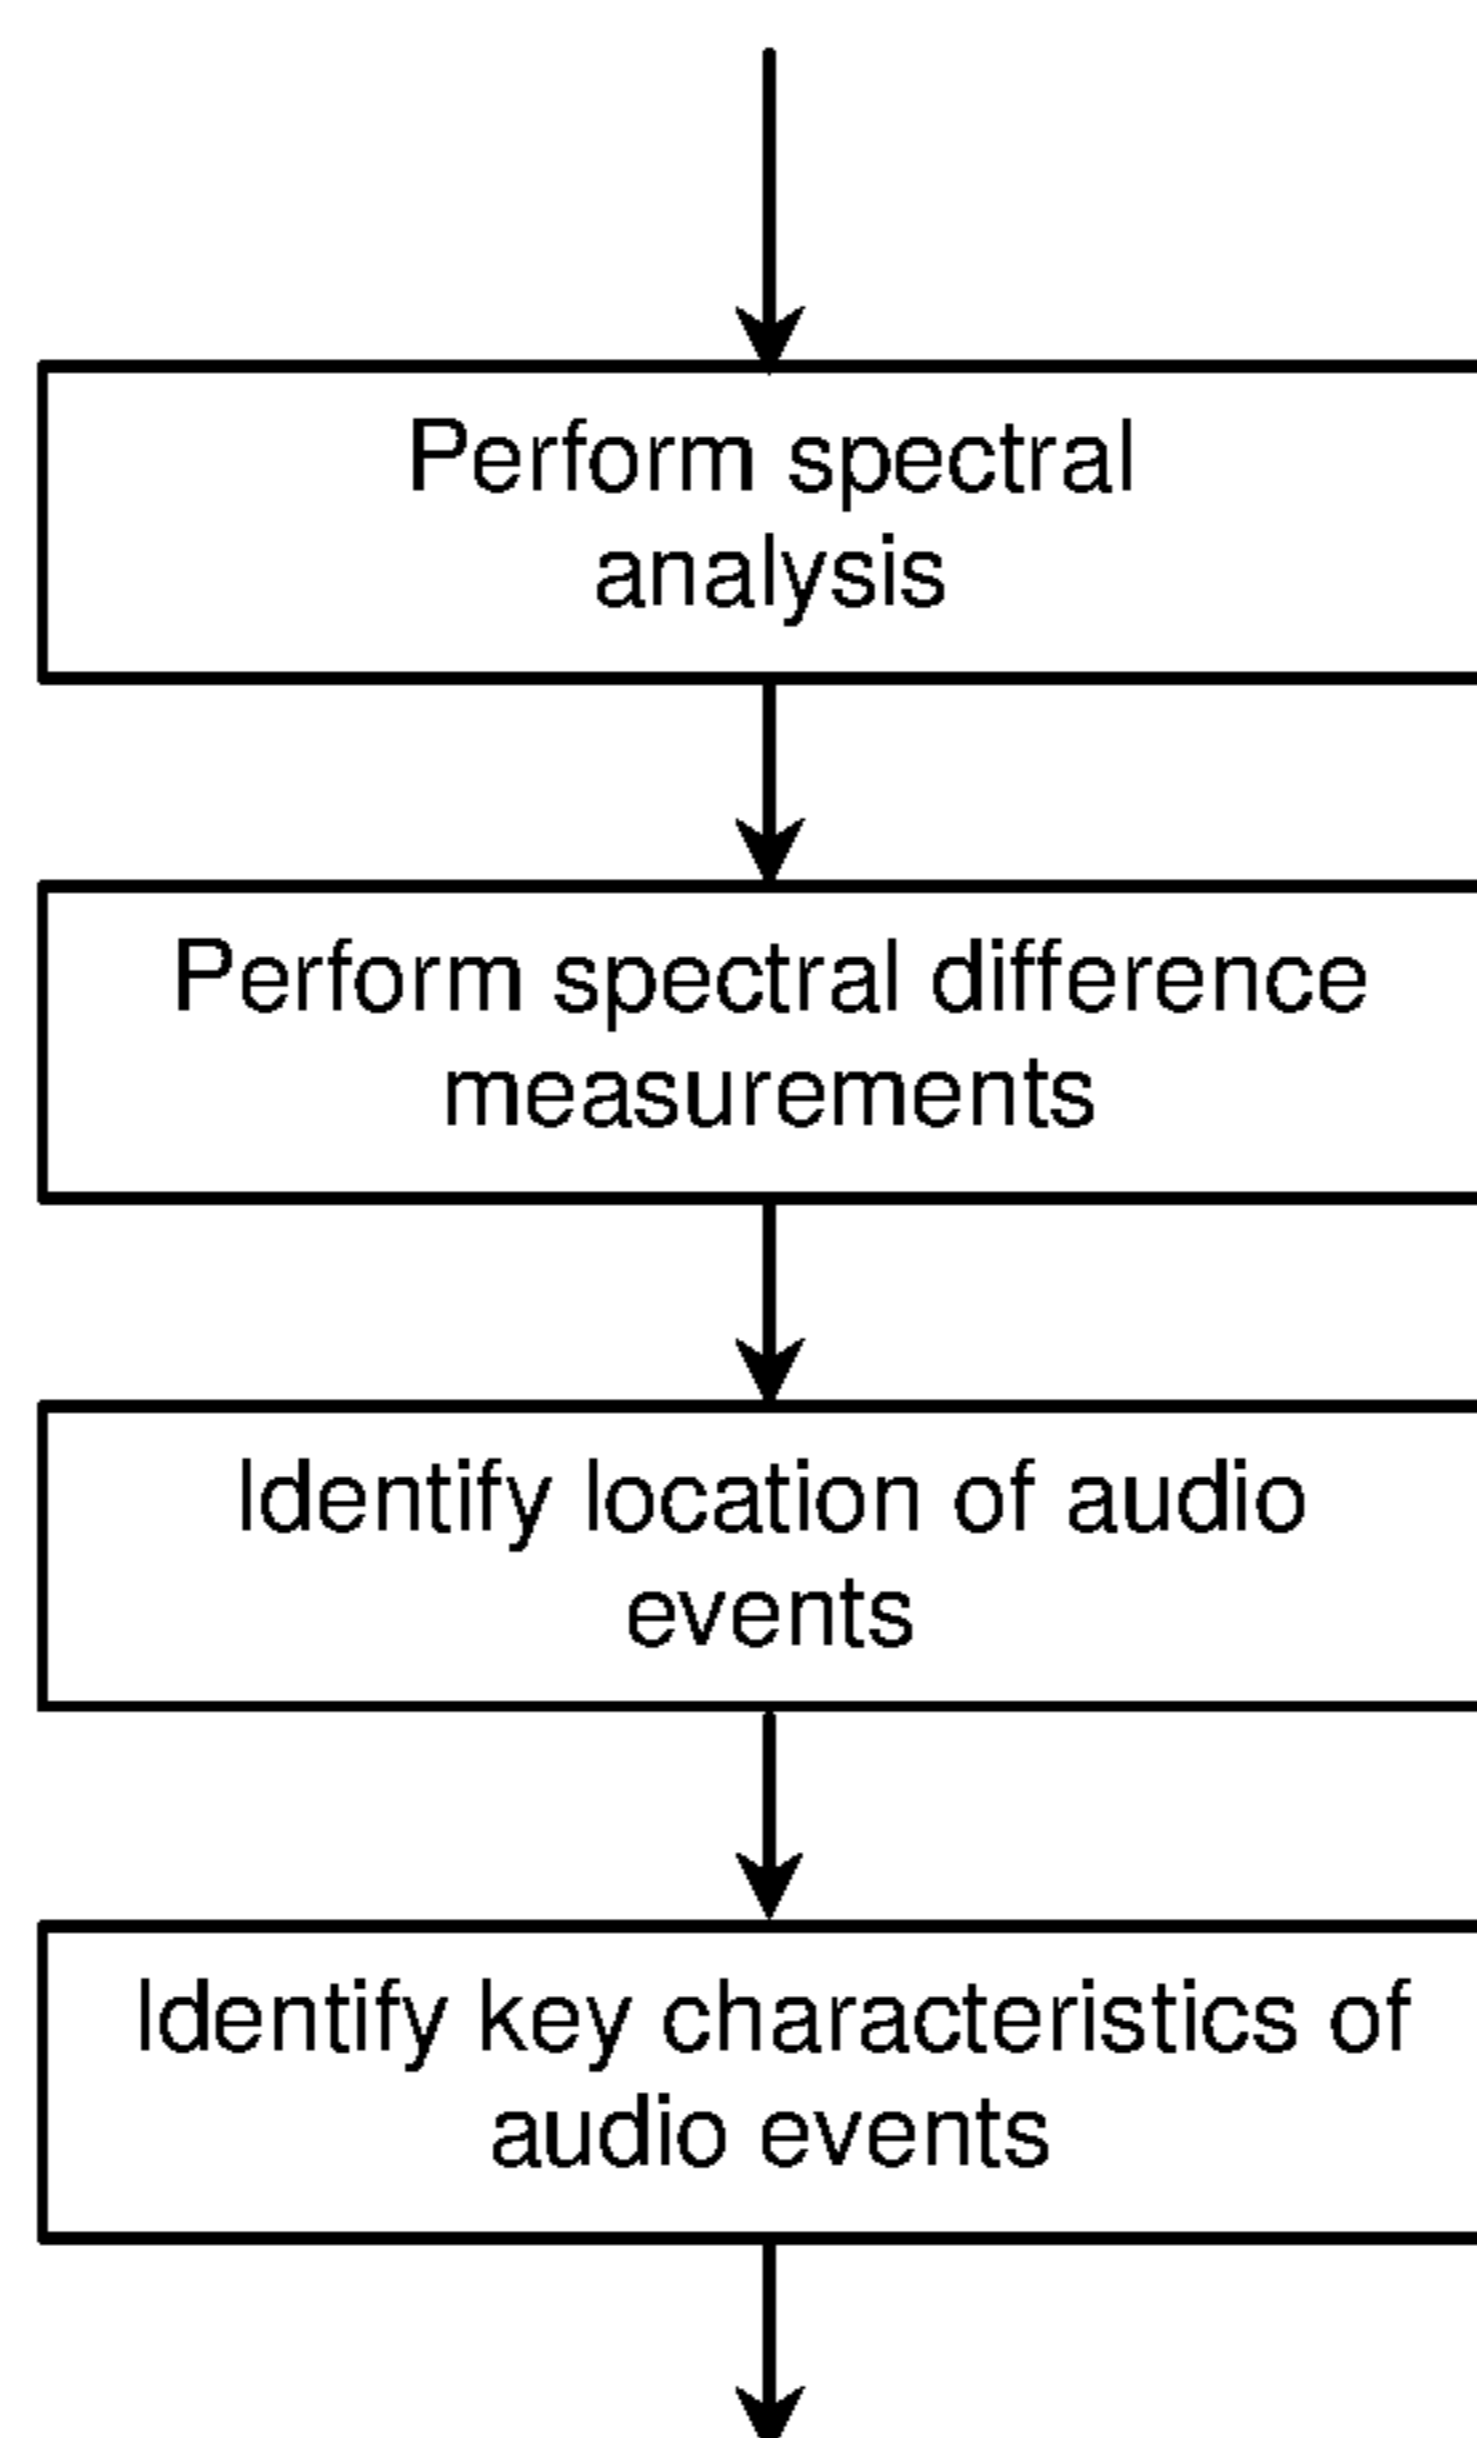 Perform spectral
analysis
Perform spectral difference
measurements
Identify location of audio
events
Identify key characteristics of
audio events